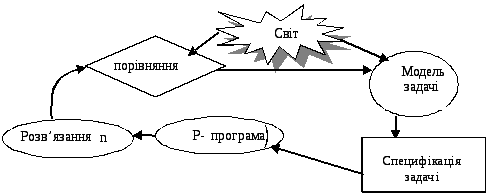 Світ
порівняння
Модель
задачі
Розв’язання n
P- програма)
Специфікація
задачі